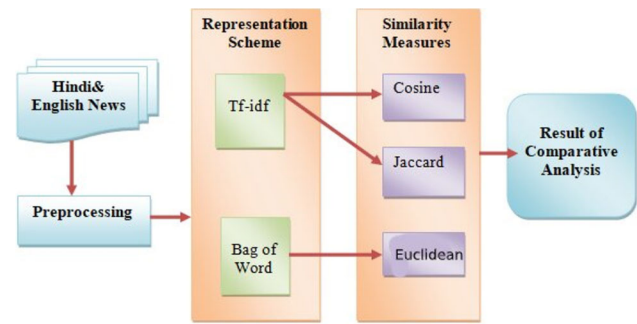 Hindi&
English News
Preprocessing
Representation
Scheme
Tf-idf
Bag of
Word
Similarity
Measures
Cosine
Jaccard
Euclidean
Result of
Comparative
Analysis